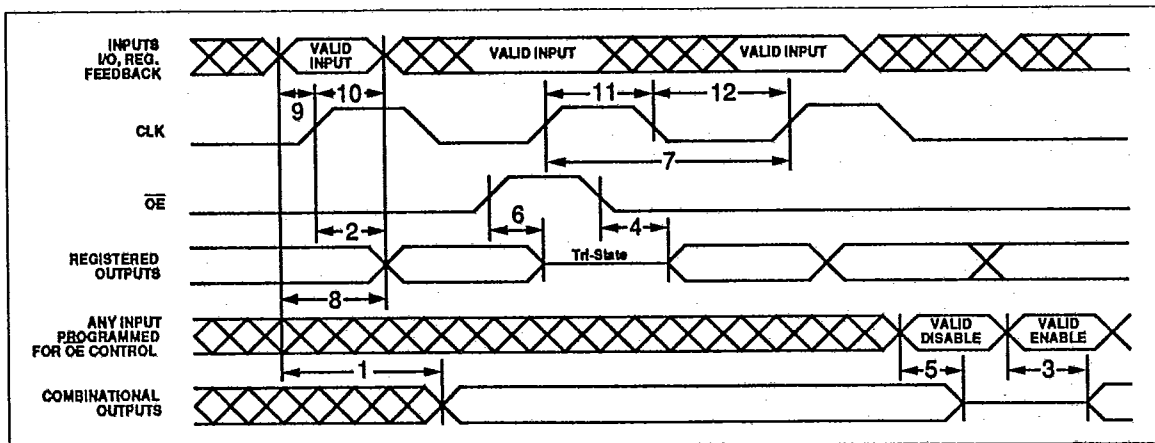 INPUTS
I/O, REG.
FEEDBACK
VALID
INPUT
VALID INPUT
VALID INPUT
9
10
11
12
CLK
7
OE
6
4
2
REGISTERED
OUTPUTS
Tri-State
8
ANY INPUT
PROGRAMMED
FOR OE CONTROL
VALID
DISABLE
VALID
ENABLE
1
5
3
COMBINATIONAL
OUTPUTS